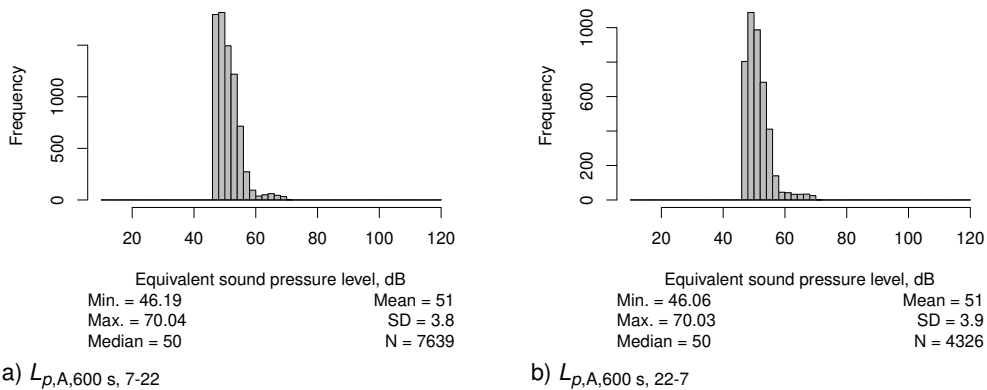 Frequency
0 500 1000
20 40 60 80 100 120
Equivalent sound pressure level, dB
Min. = 46.19 Mean = 51
Max. = 70.04 SD = 3.8
Median = 50 N = 7639
a) Lp,A,600 s, 7-22
Frequency
0 200 600 1000
20 40 60 80 100 120
Equivalent sound pressure level, dB
Min. = 46.06 Mean = 51
Max. = 70.03 SD = 3.9
Median = 50 N = 4326
b) Lp,A,600 s, 22-7